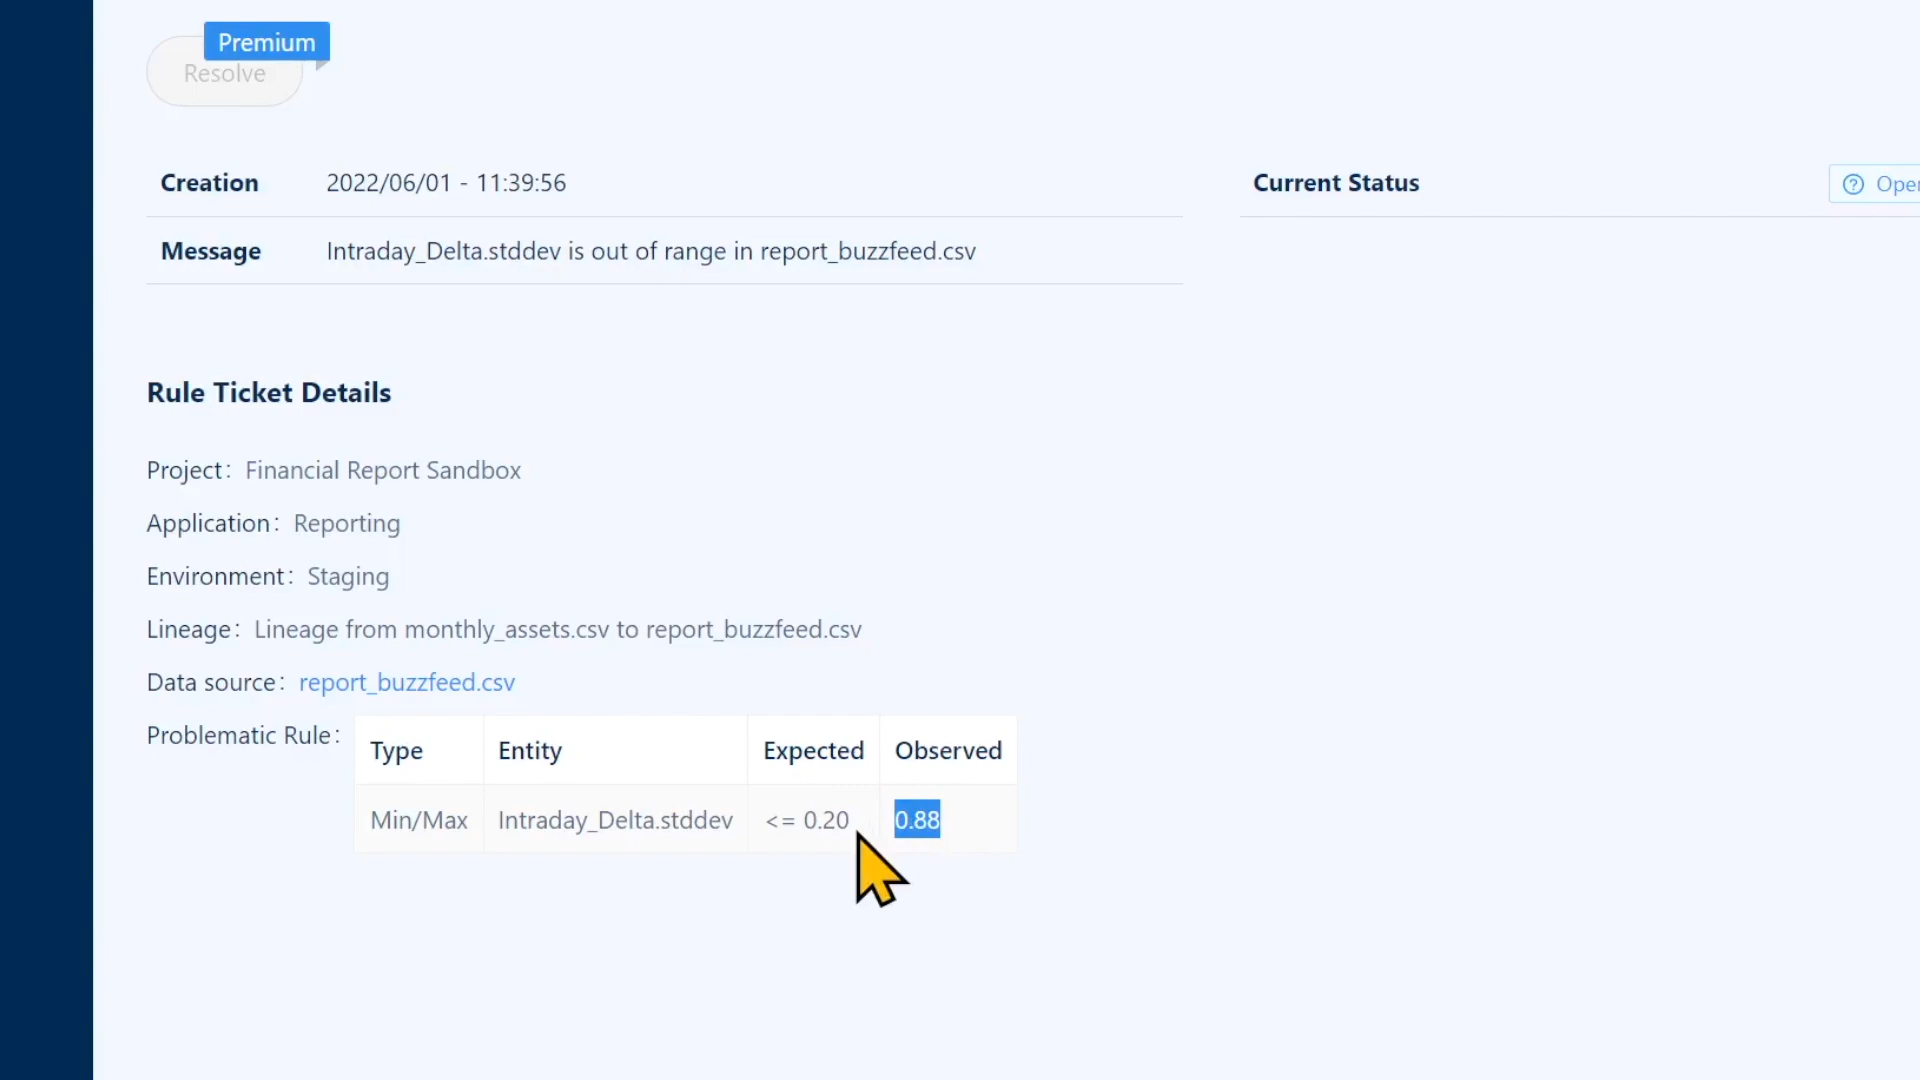 Premium
Resolve
Creation 2022/06/01 - 11:39:56 Current Status
Message Intraday_Delta.stddev is out of range in report_buzzfeed.csv
Rule Ticket Details
Project: Financial Report Sandbox
Application: Reporting
Environment: Staging
Lineage: Lineage from monthly_assets.csv to report_buzzfeed.csv
Data source: report_buzzfeed.csv
Problematic Rule:
Type Entity Expected Observed
Min/Max Intraday_Delta.stddev <= 0.20 0.88